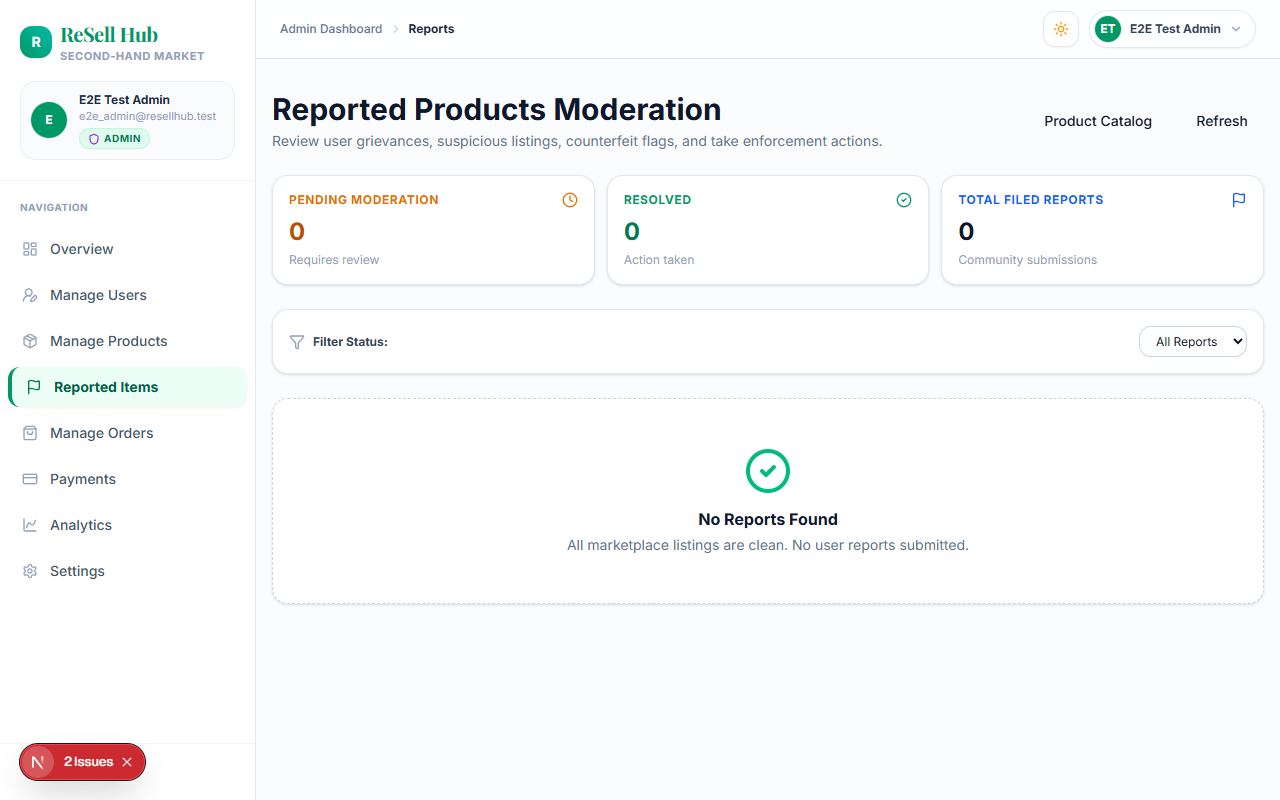 R
ReSell Hub
SECOND-HAND MARKET
E
E2E Test Admin
e2e_admin@resellhub.test
ADMIN
NAVIGATION
Overview
Manage Users
Manage Products
Reported Items
Manage Orders
Payments
Analytics
Settings
N
2 Issues
Admin Dashboard
Reports
ET
E2E Test Admin
Reported Products Moderation
Review user grievances, suspicious listings, counterfeit flags, and take enforcement actions.
Product Catalog
Refresh
PENDING MODERATION
0
Requires review
RESOLVED
0
Action taken
TOTAL FILED REPORTS
0
Community submissions
Filter Status:
All Reports
No Reports Found
All marketplace listings are clean. No user reports submitted.